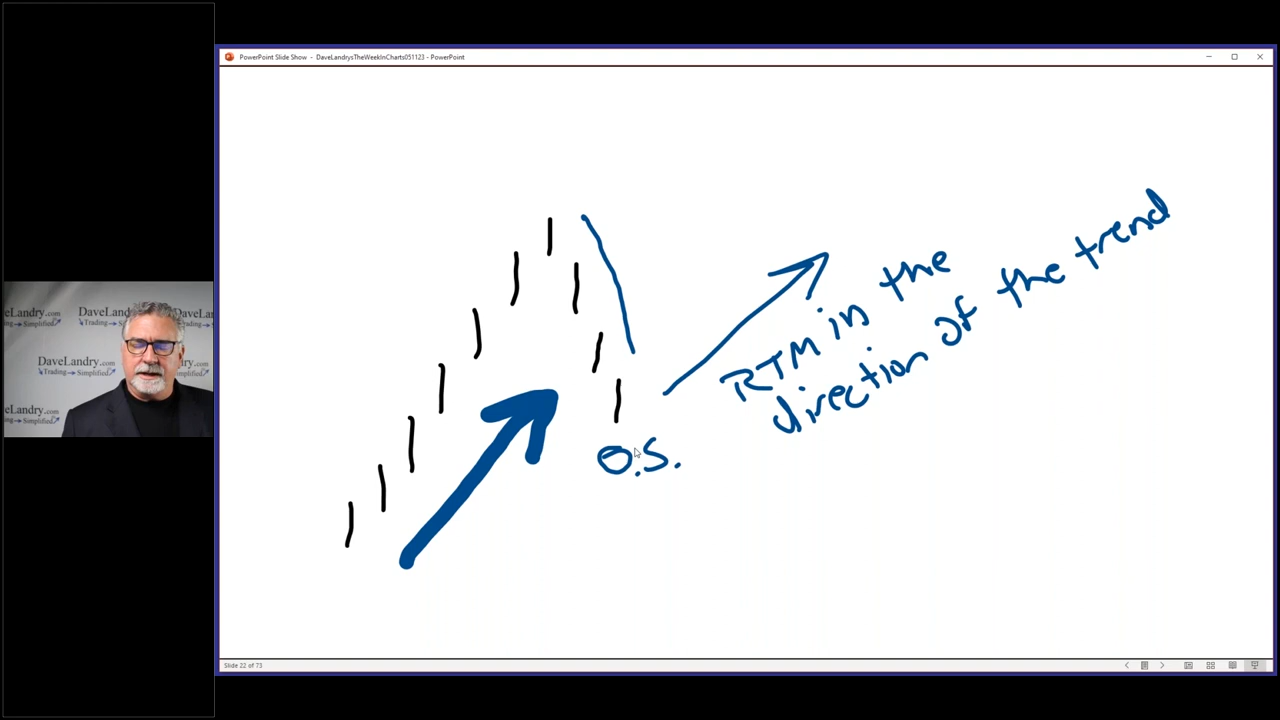 PowerPoint Slide Show - DaveLandrysTheWeekInCharts051123 - PowerPoint
RTM in the
direction of the trend
O.S.
DaveLandry.com
Trading Simplified
Slide 22 of 73